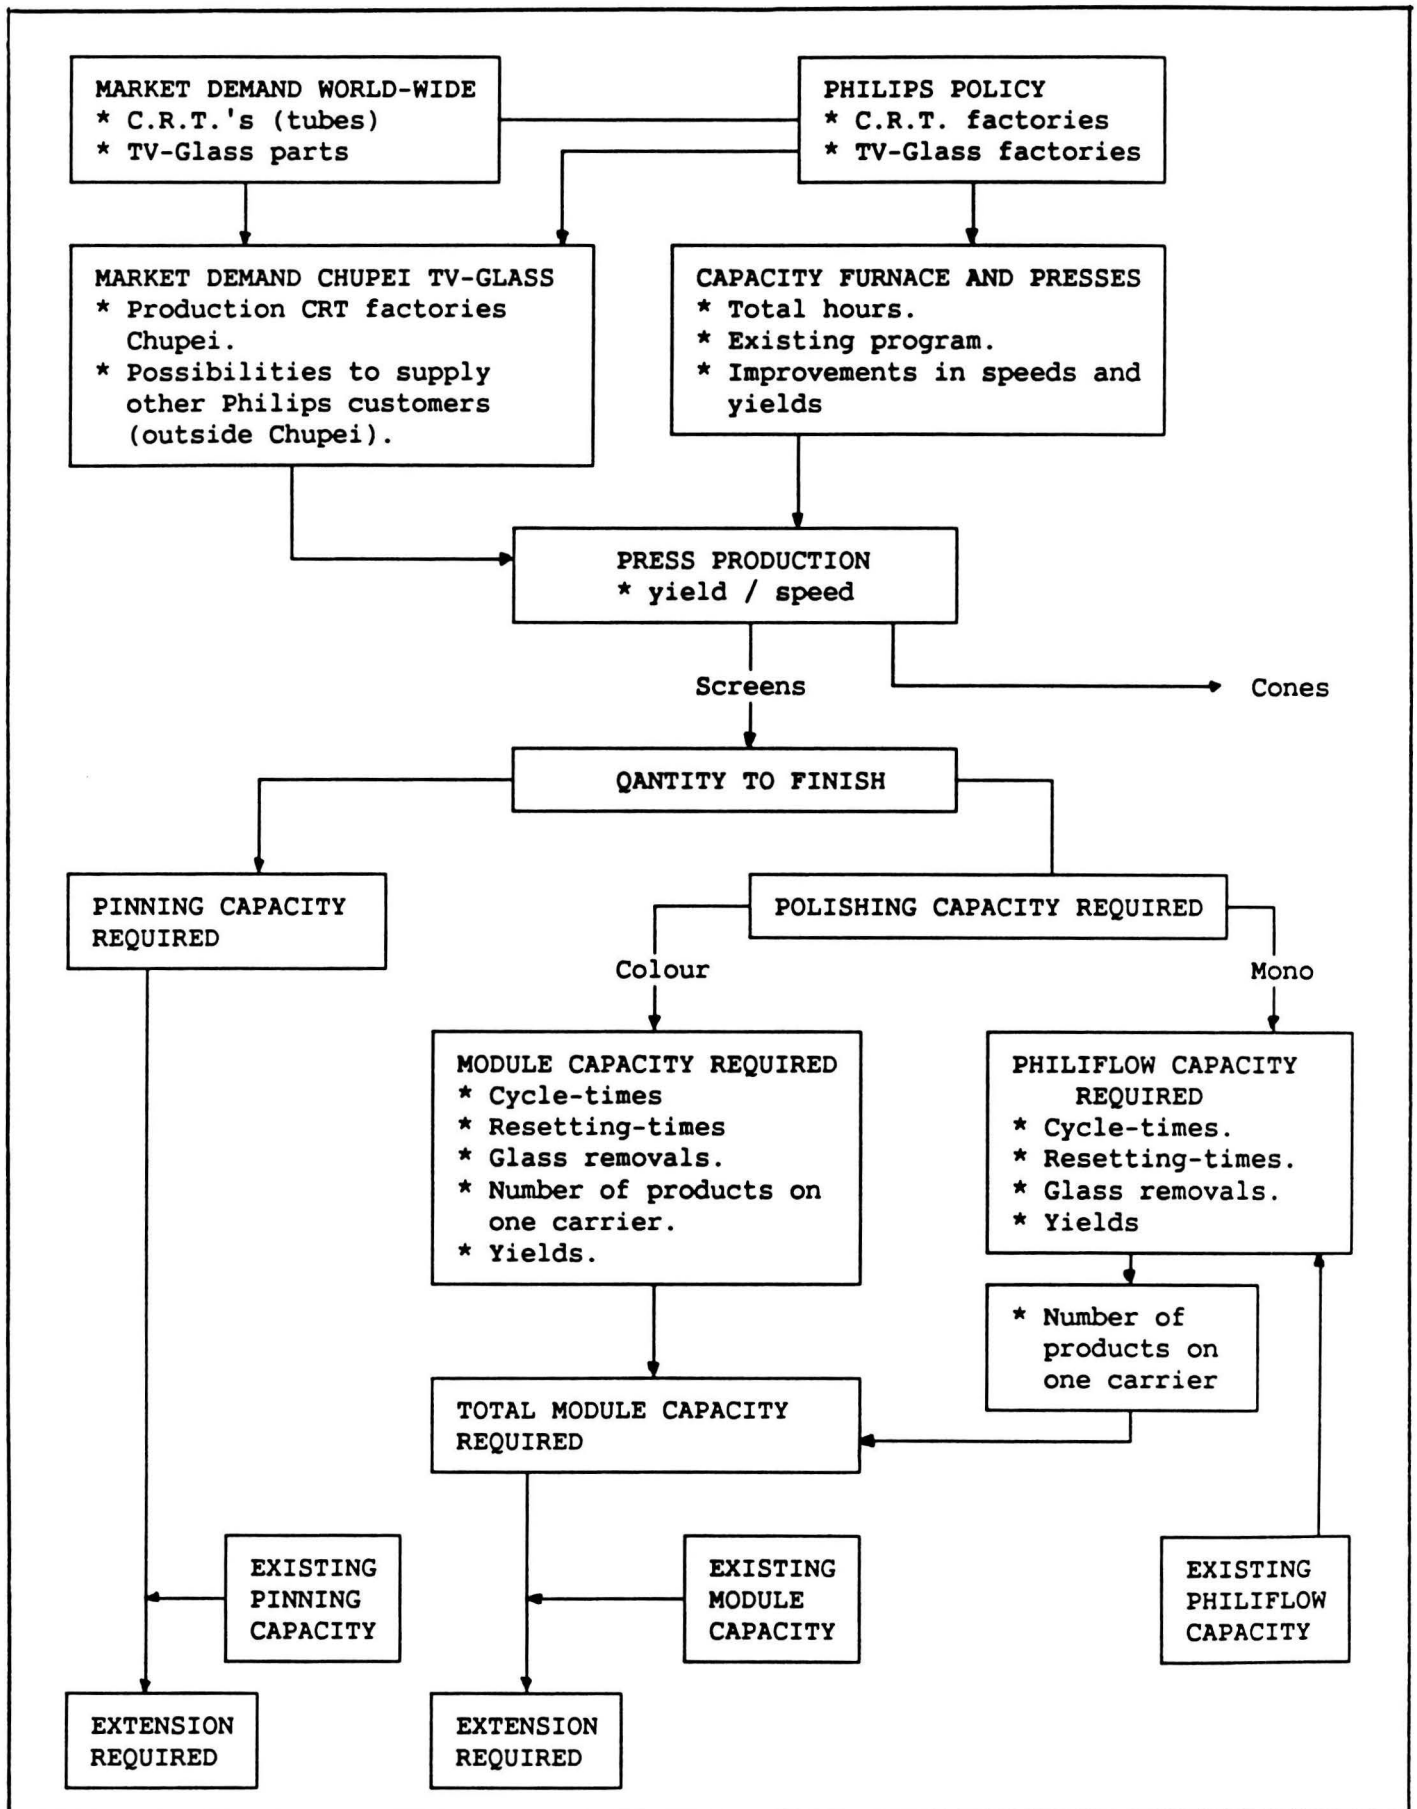 MARKET DEMAND WORLD-WIDE
* C.R.T.'s (tubes)
* TV-Glass parts
PHILIPS POLICY
* C.R.T. factories
* TV-Glass factories
MARKET DEMAND CHUPEI TV-GLASS
* Production CRT factories
Chupei.
* Possibilities to supply
other Philips customers
(outside Chupei).
CAPACITY FURNACE AND PRESSES
* Total hours.
* Existing program.
* Improvements in speeds and
yields
PRESS PRODUCTION
* yield / speed
Screens
Cones
QANTITY TO FINISH
PINNING CAPACITY
REQUIRED
POLISHING CAPACITY REQUIRED
Colour
Mono
MODULE CAPACITY REQUIRED
* Cycle-times
* Resetting-times
* Glass removals.
* Number of products on
one carrier.
* Yields.
PHILIFLOW CAPACITY
REQUIRED
* Cycle-times.
* Resetting-times.
* Glass removals.
* Yields
* Number of
products on
one carrier
TOTAL MODULE CAPACITY
REQUIRED
EXISTING
PINNING
CAPACITY
EXISTING
MODULE
CAPACITY
EXISTING
PHILIFLOW
CAPACITY
EXTENSION
REQUIRED
EXTENSION
REQUIRED